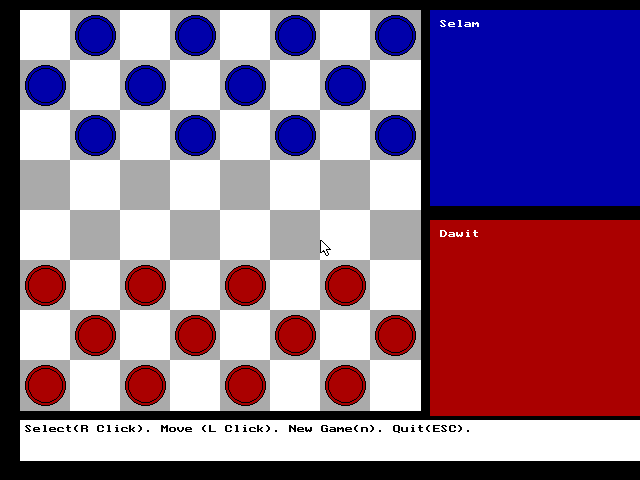 Selam
Dawit
Select(R Click). Move (L Click). New Game(n). Quit(ESC).